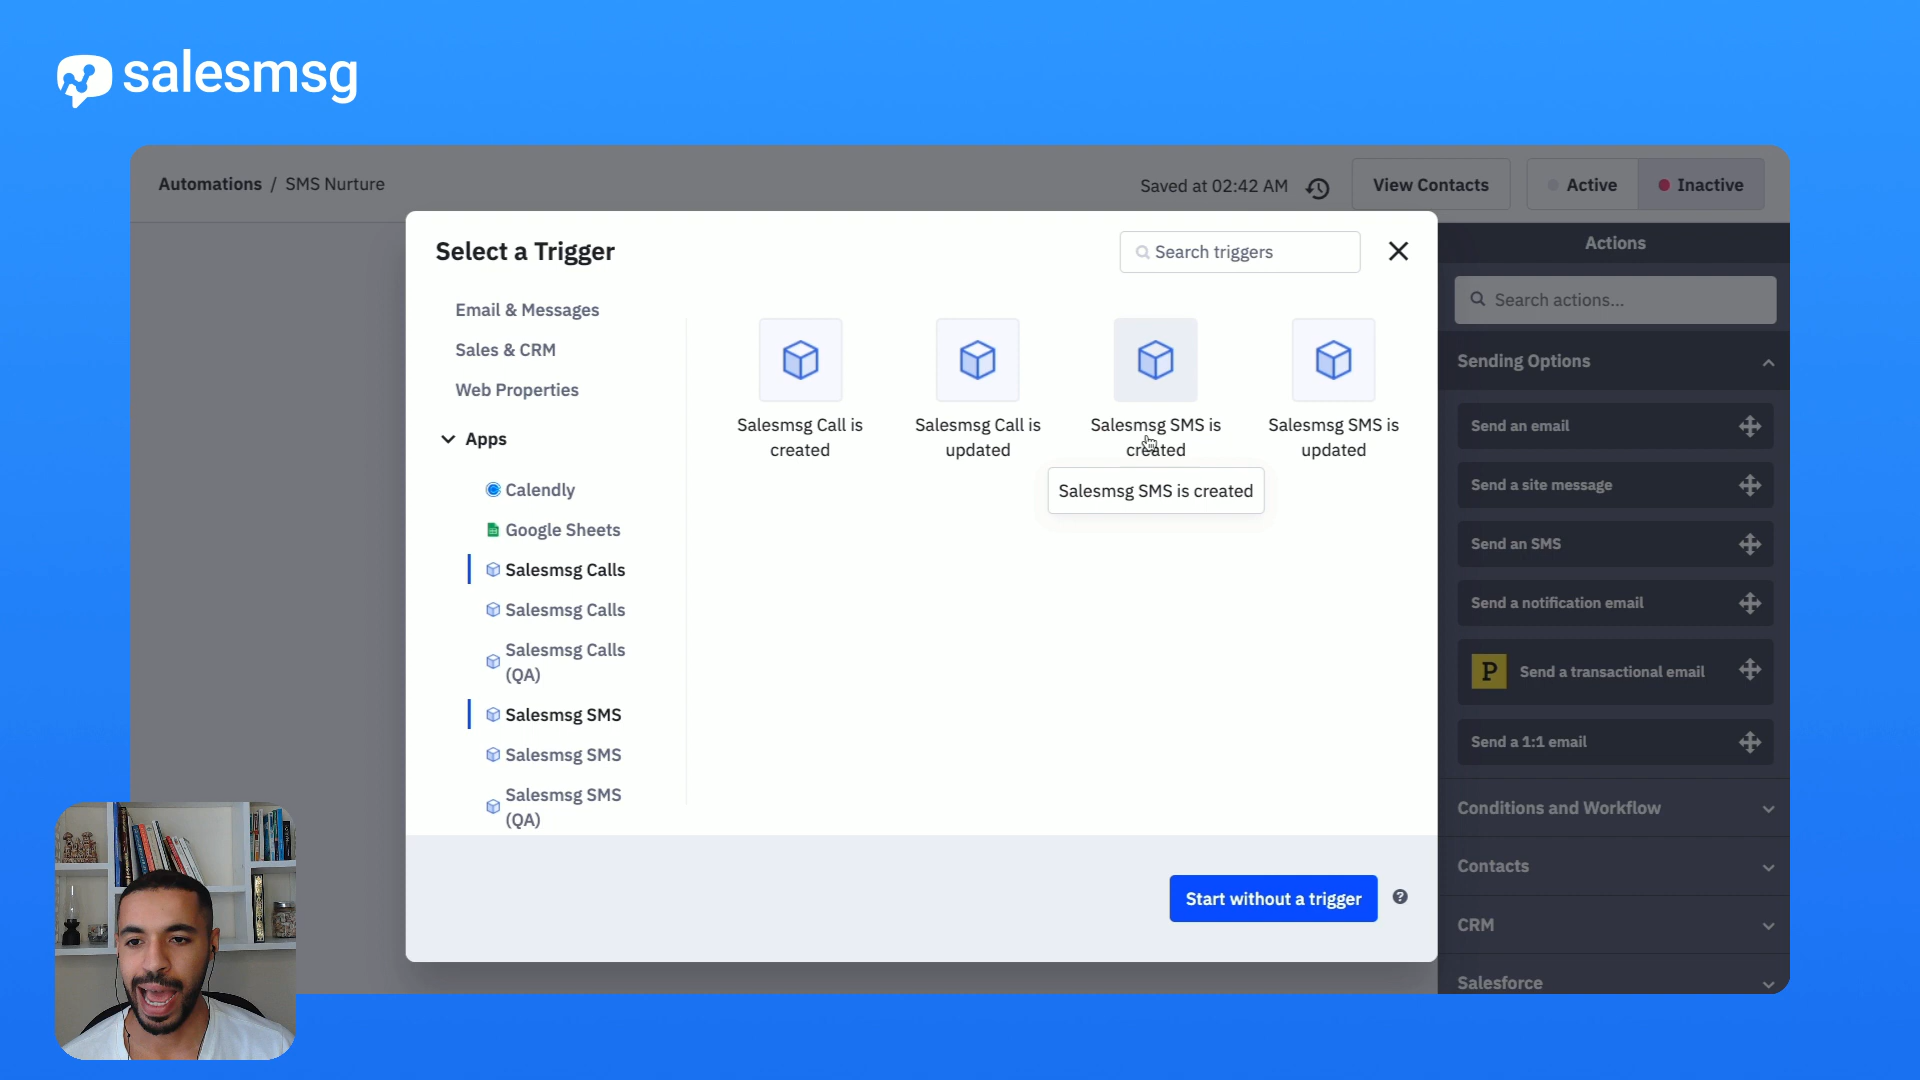 salesmsg
Automations / SMS Nurture
Saved at 02:42 AM
View Contacts
Active
Inactive
Select a Trigger
Search triggers
Email & Messages
Sales & CRM
Web Properties
Apps
Calendly
Google Sheets
Salesmsg Calls
Salesmsg Calls
Salesmsg Calls
(QA)
Salesmsg SMS
Salesmsg SMS
Salesmsg SMS
(QA)
Salesmsg Call is
created
Salesmsg Call is
updated
Salesmsg SMS is
created
Salesmsg SMS is
updated
Salesmsg SMS is created
Start without a trigger
?
Actions
Search actions...
Sending Options
Send an email
Send a site message
Send an SMS
Send a notification email
P Send a transactional email
Send a 1:1 email
Conditions and Workflow
Contacts
CRM
Salesforce